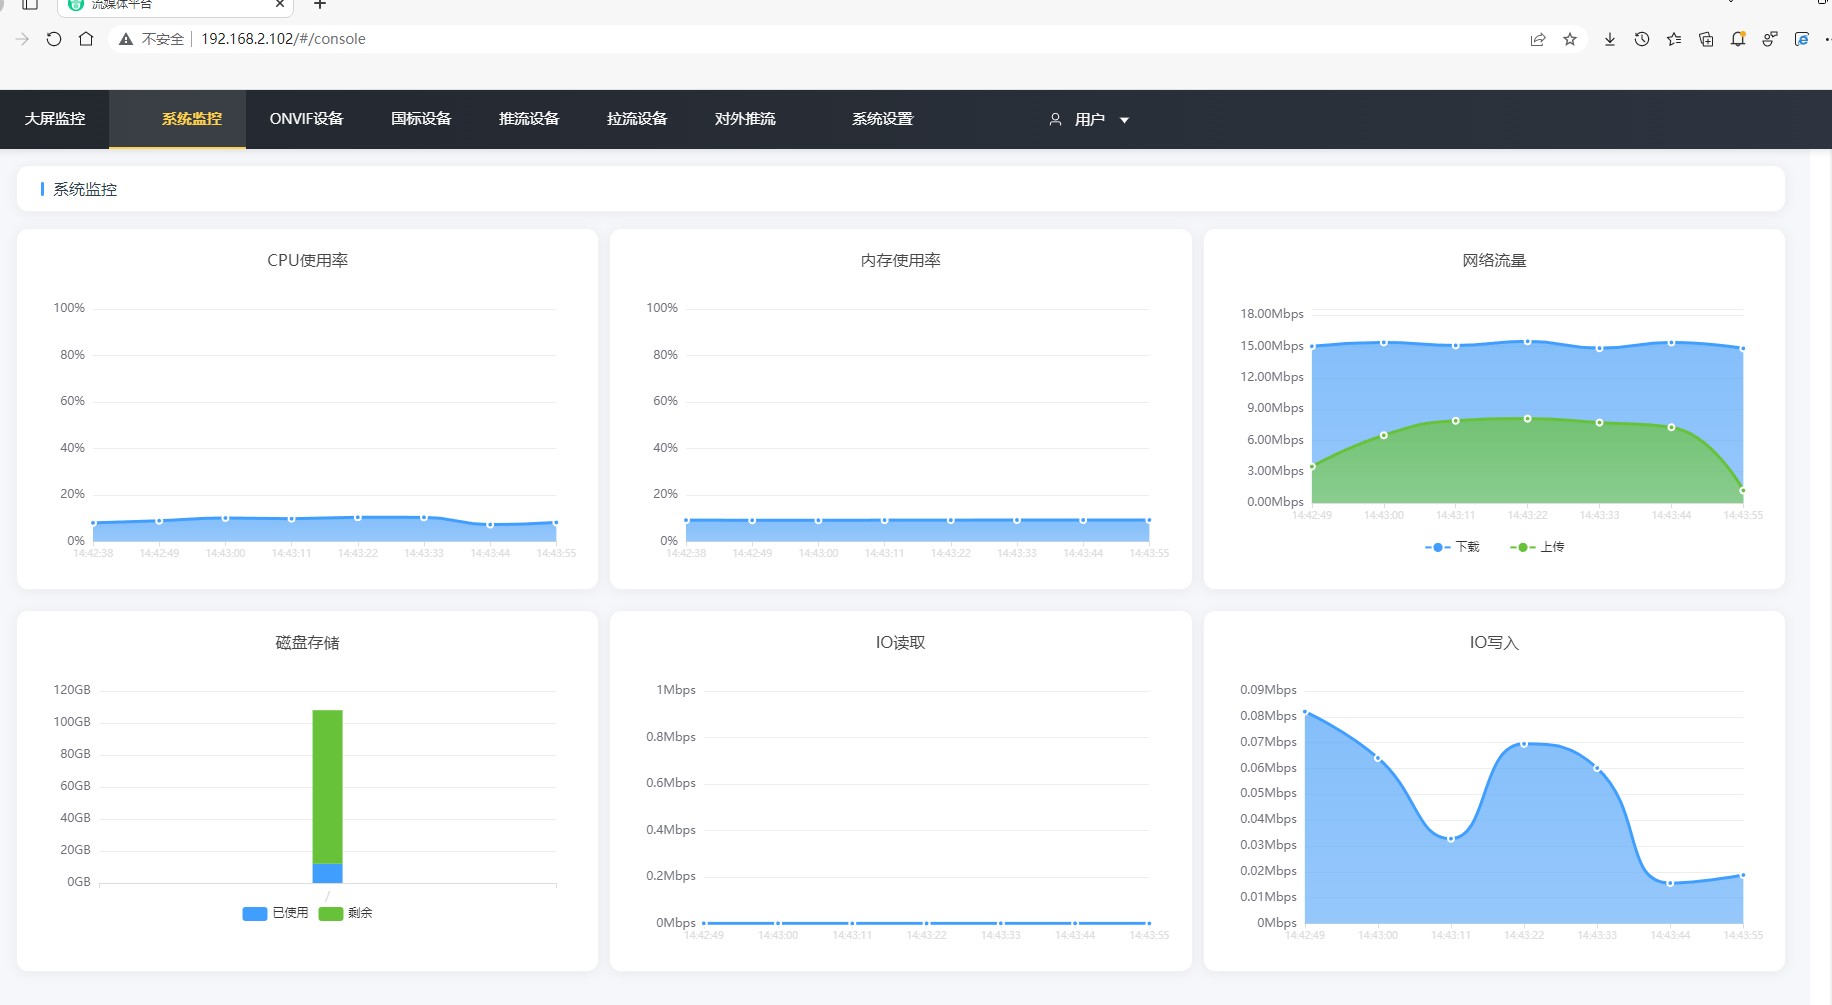 流媒体平台
不安全 192.168.2.102/#/console
大屏监控 系统监控 ONVIF设备 国标设备 推流设备 拉流设备 对外推流 系统设置 用户
系统监控
CPU使用率
100%
80%
60%
40%
20%
0%
14:42:38 14:42:49 14:43:00 14:43:11 14:43:22 14:43:33 14:43:44 14:43:55
内存使用率
100%
80%
60%
40%
20%
0%
14:42:38 14:42:49 14:43:00 14:43:11 14:43:22 14:43:33 14:43:44 14:43:55
网络流量
18.00Mbps
15.00Mbps
12.00Mbps
9.00Mbps
6.00Mbps
3.00Mbps
0.00Mbps
14:42:49 14:43:00 14:43:11 14:43:22 14:43:33 14:43:44 14:43:55
下载 上传
磁盘存储
120GB
100GB
80GB
60GB
40GB
20GB
0GB
/
已使用 剩余
IO读取
1Mbps
0.8Mbps
0.6Mbps
0.4Mbps
0.2Mbps
0Mbps
14:42:49 14:43:00 14:43:11 14:43:22 14:43:33 14:43:44 14:43:55
IO写入
0.09Mbps
0.08Mbps
0.07Mbps
0.06Mbps
0.05Mbps
0.04Mbps
0.03Mbps
0.02Mbps
0.01Mbps
0Mbps
14:42:49 14:43:00 14:43:11 14:43:22 14:43:33 14:43:44 14:43:55